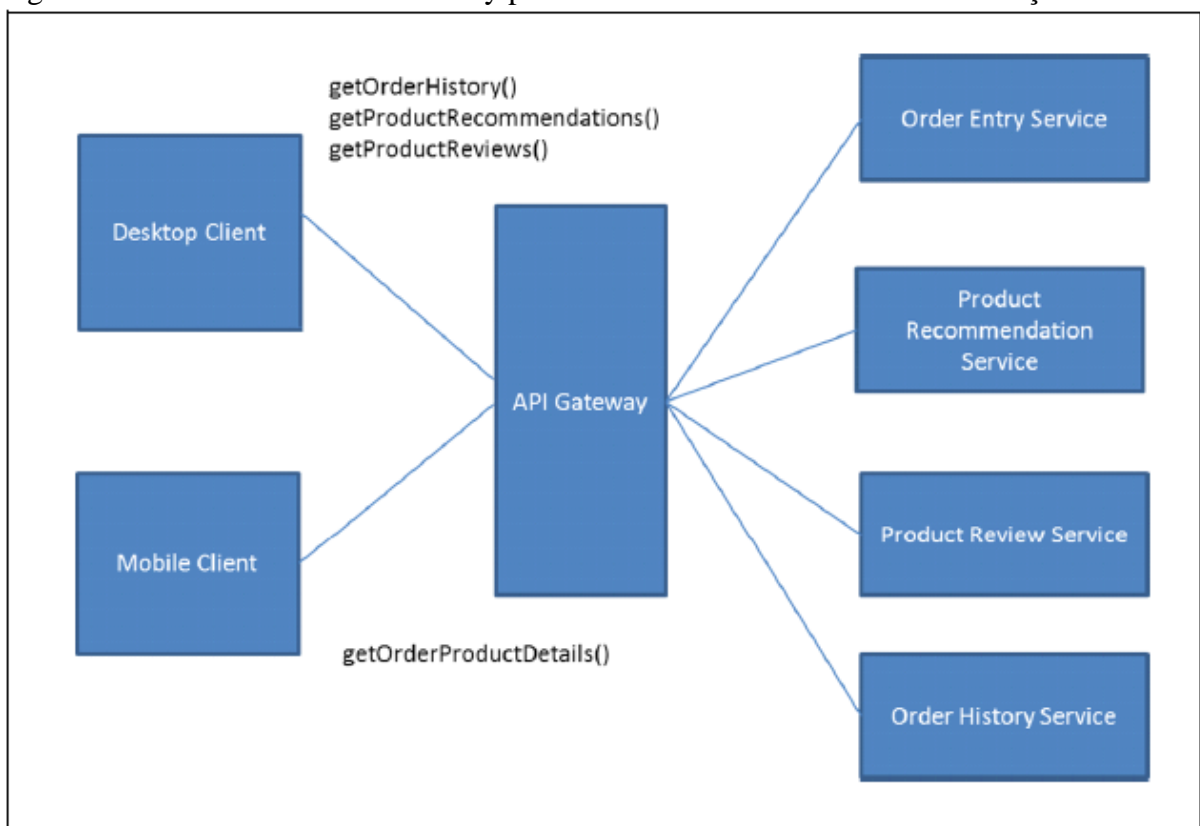 getOrderHistory()
getProductRecommendations()
getProductReviews()
Desktop Client
Mobile Client
getOrderProductDetails()
API Gateway
Order Entry Service
Product
Recommendation
Service
Product Review Service
Order History Service